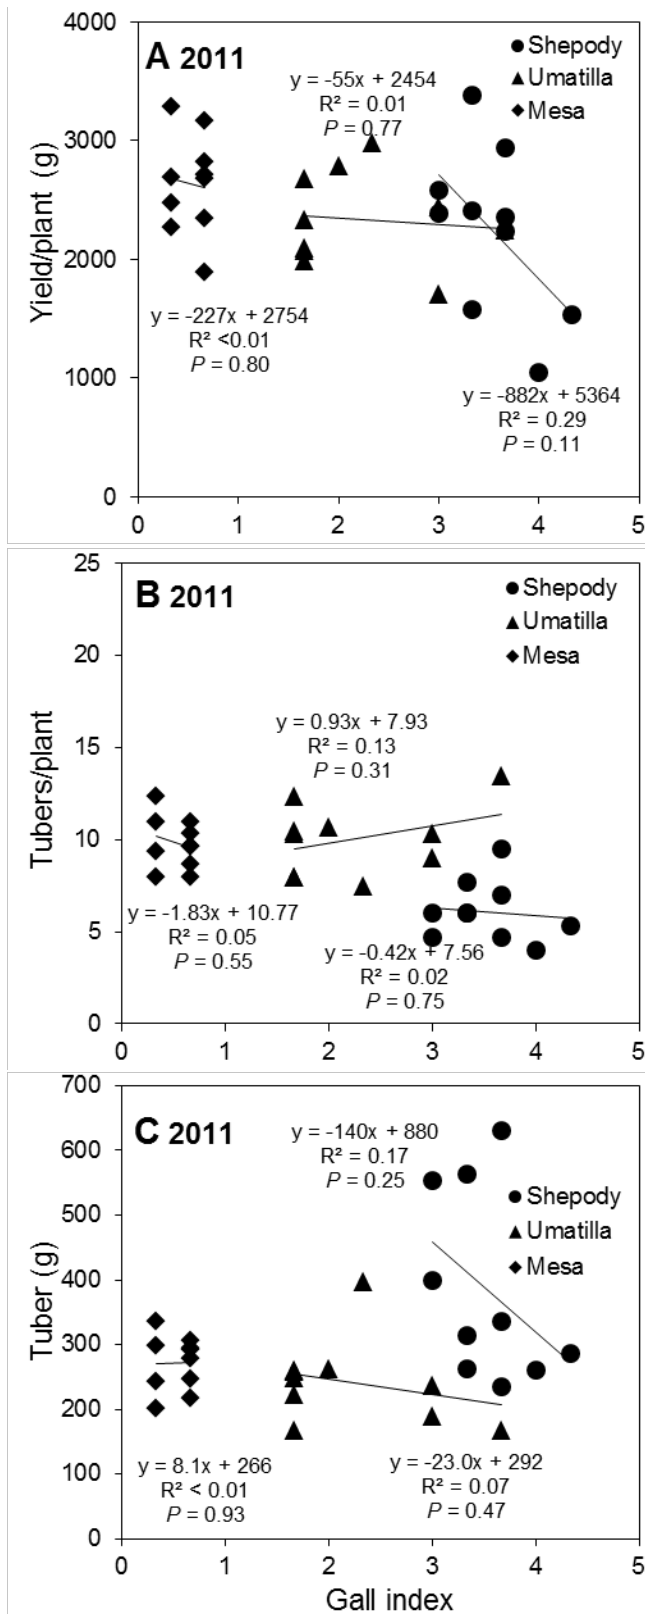 4000
3000
2000
1000
0
Yield/plant (g)
A 2011
Shepody
Umatilla
Mesa
y = -55x + 2454
R² = 0.01
P = 0.77
y = -227x + 2754
R² <0.01
P = 0.80
y = -882x + 5364
R² = 0.29
P = 0.11
0 1 2 3 4 5
25
20
15
10
5
0
Tubers/plant
B 2011
Shepody
Umatilla
Mesa
y = 0.93x + 7.93
R² = 0.13
P = 0.31
y = -1.83x + 10.77
R² = 0.05
P = 0.55
y = -0.42x + 7.56
R² = 0.02
P = 0.75
0 1 2 3 4 5
700
600
500
400
300
200
100
0
Tuber (g)
C 2011
y = -140x + 880
R² = 0.17
P = 0.25
Shepody
Umatilla
Mesa
y = 8.1x + 266
R² < 0.01
P = 0.93
y = -23.0x + 292
R² = 0.07
P = 0.47
0 1 2 3 4 5
Gall index